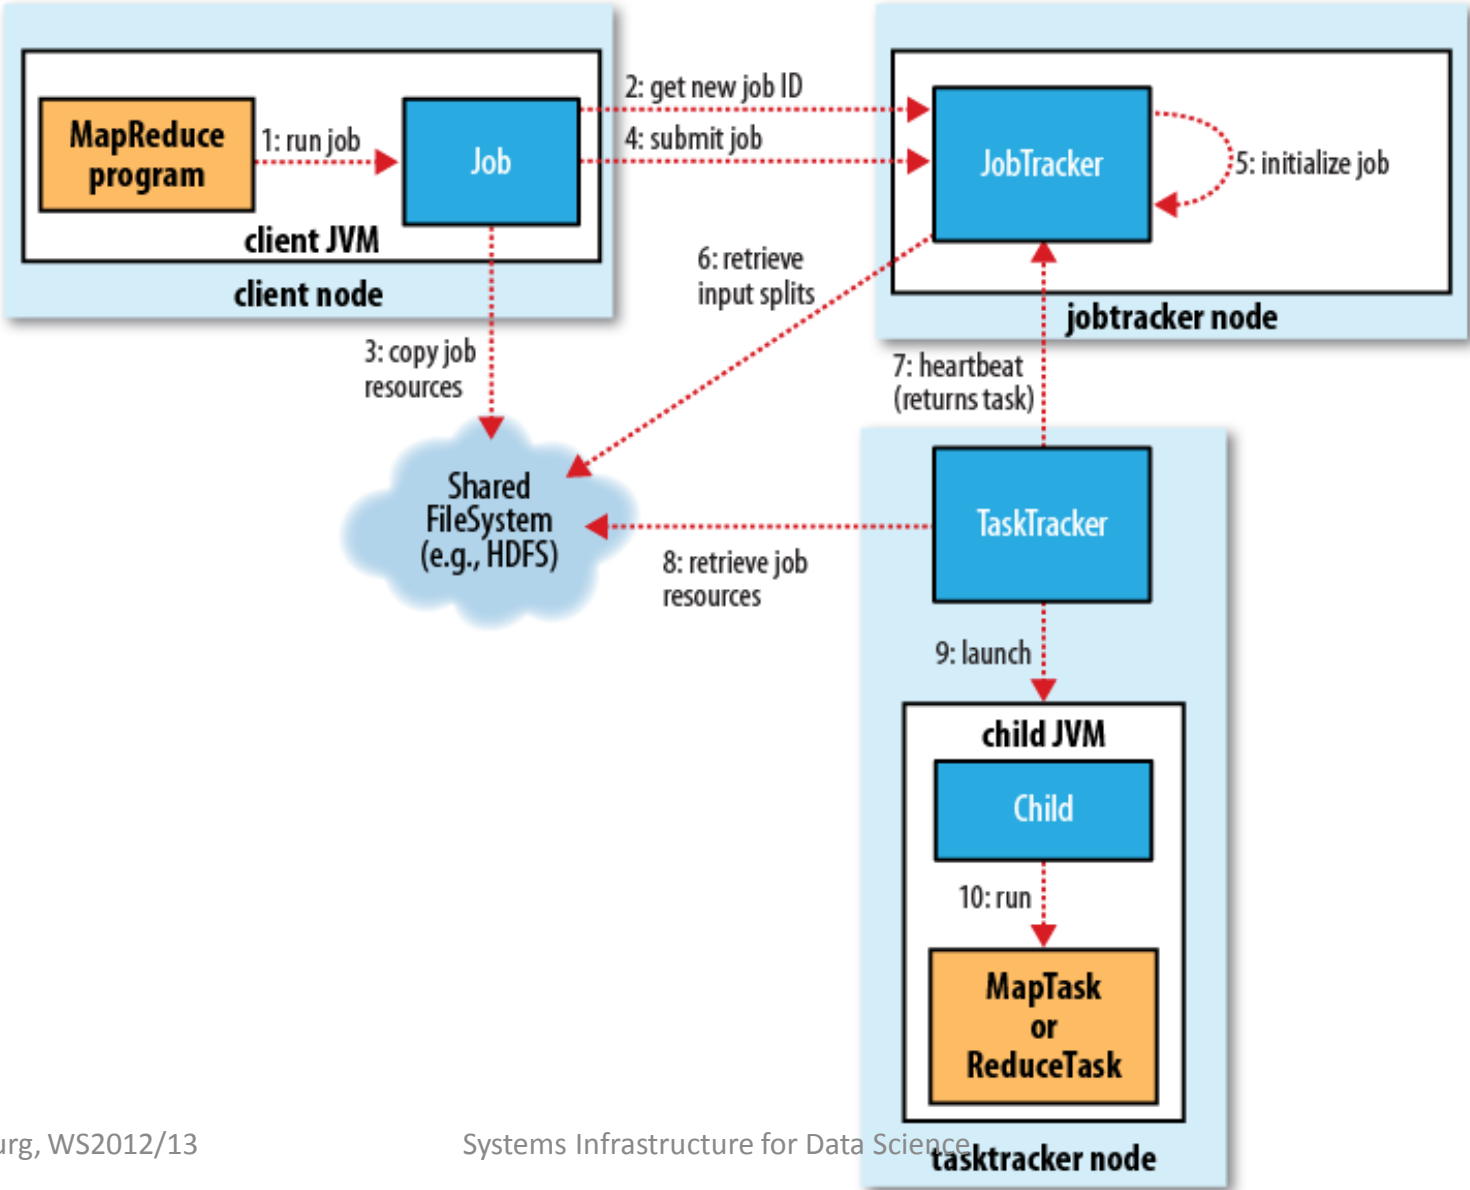 MapReduce
program
1: run job
Job
client JVM
client node
2: get new job ID
4: submit job
JobTracker
5: initialize job
jobtracker node
6: retrieve
input splits
3: copy job
resources
7: heartbeat
(returns task)
Shared
FileSystem
(e.g., HDFS)
TaskTracker
8: retrieve job
resources
9: launch
child JVM
Child
10: run
MapTask
or
ReduceTask
tasktracker node
urg, WS2012/13
Systems Infrastructure for Data Science